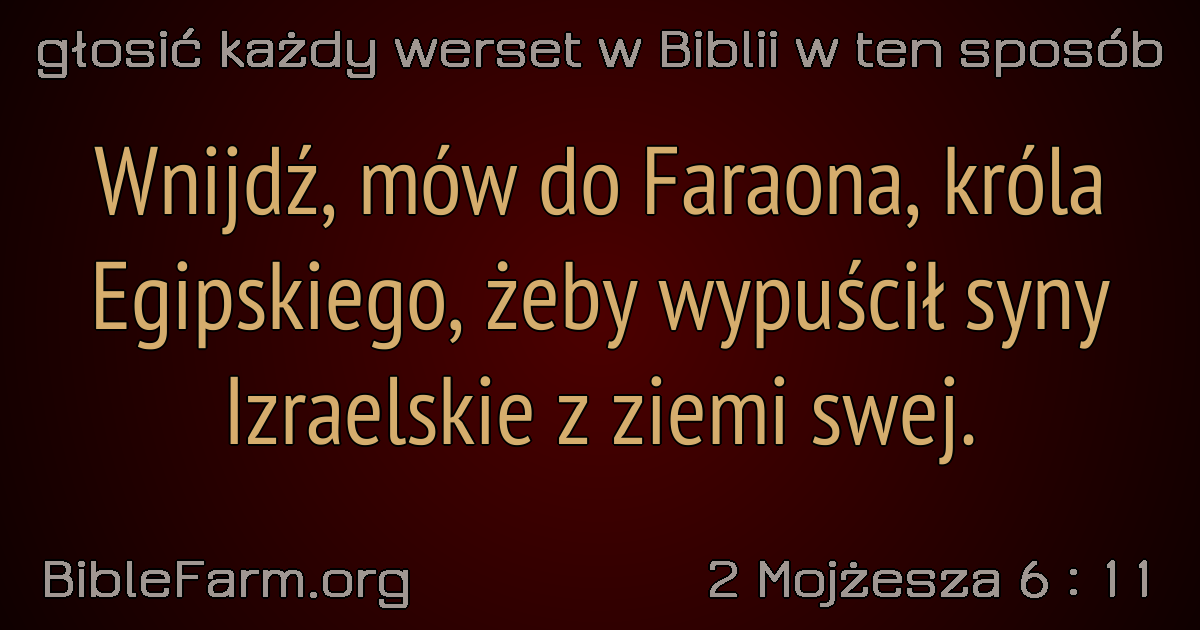 głosić każdy werset w Biblii w ten sposób
Wnijdź, mów do Faraona, króla
Egipskiego, żeby wypuścił syny
Izraelskie z ziemi swej.
BibleFarm.org
2 Mojżesza 6 : 11